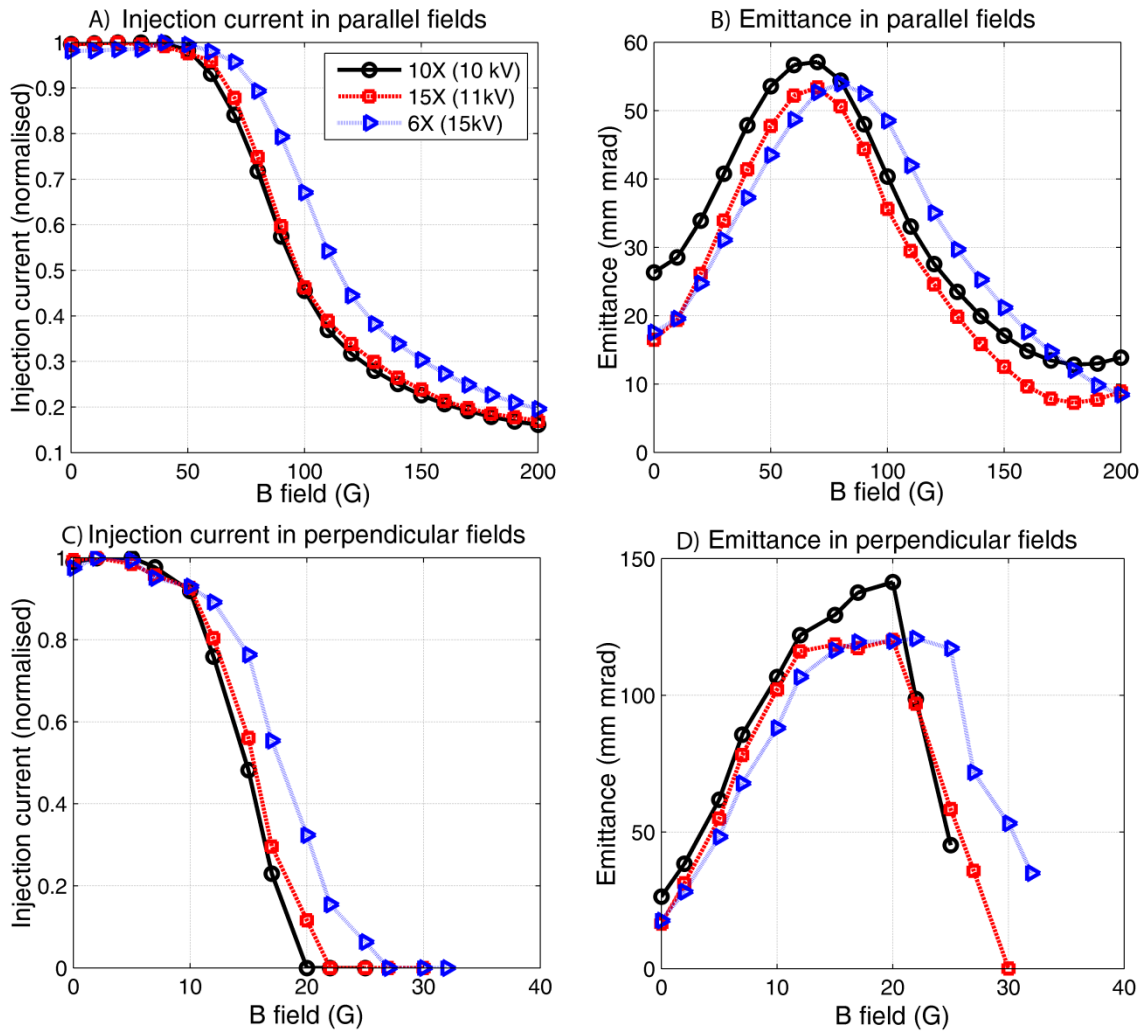 A) Injection current in parallel fields
Injection current (normalised)
1
0.9
0.8
0.7
0.6
0.5
0.4
0.3
0.2
0.1
0 50 100 150 200
B field (G)
10X (10 kV)
15X (11kV)
6X (15kV)
B) Emittance in parallel fields
Emittance (mm mrad)
60
50
40
30
20
10
0
0 50 100 150 200
B field (G)
C) Injection current in perpendicular fields
Injection current (normalised)
1
0.8
0.6
0.4
0.2
0
0 10 20 30 40
B field (G)
D) Emittance in perpendicular fields
Emittance (mm mrad)
150
100
50
0
0 10 20 30 40
B field (G)